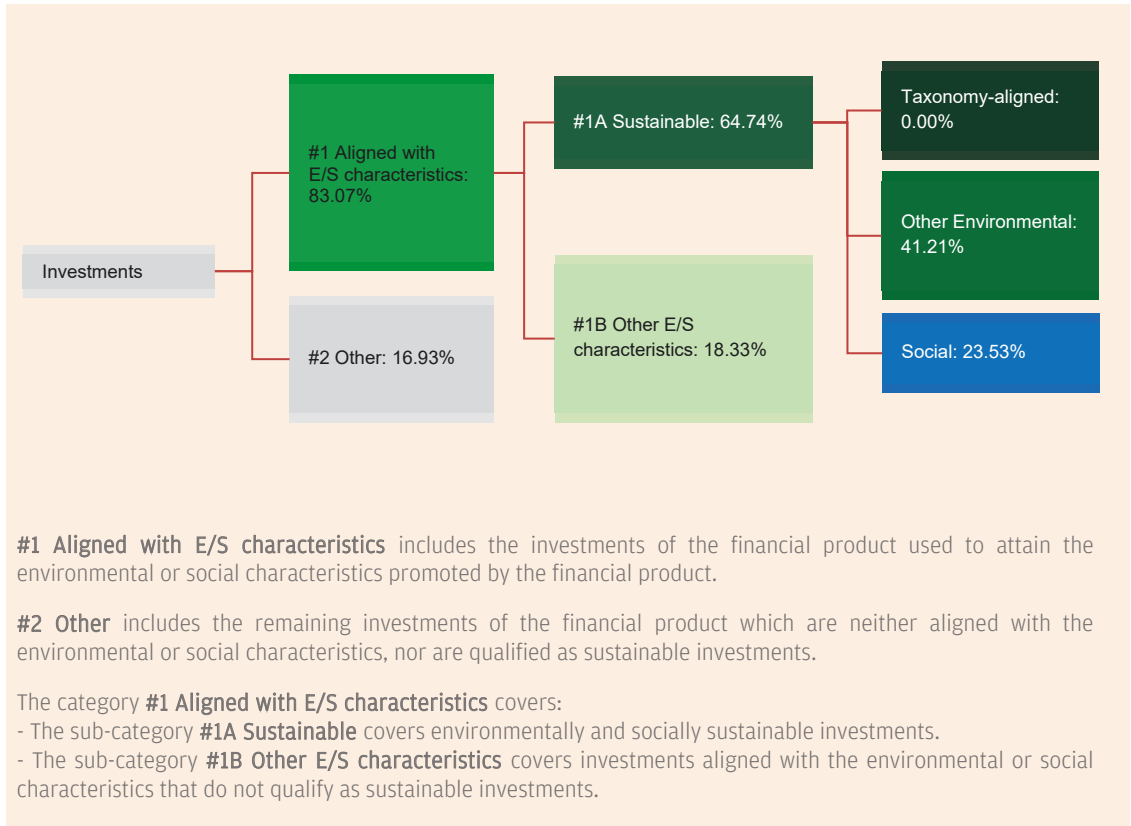 Investments
#1 Aligned with
E/S characteristics:
83.07%
#2 Other: 16.93%
#1A Sustainable: 64.74%
#1B Other E/S
characteristics: 18.33%
Taxonomy-aligned:
0.00%
Other Environmental:
41.21%
Social: 23.53%
#1 Aligned with E/S characteristics includes the investments of the financial product used to attain the
environmental or social characteristics promoted by the financial product.
#2 Other includes the remaining investments of the financial product which are neither aligned with the
environmental or social characteristics, nor are qualified as sustainable investments.
The category #1 Aligned with E/S characteristics covers:
- The sub-category #1A Sustainable covers environmentally and socially sustainable investments.
- The sub-category #1B Other E/S characteristics covers investments aligned with the environmental or social
characteristics that do not qualify as sustainable investments.